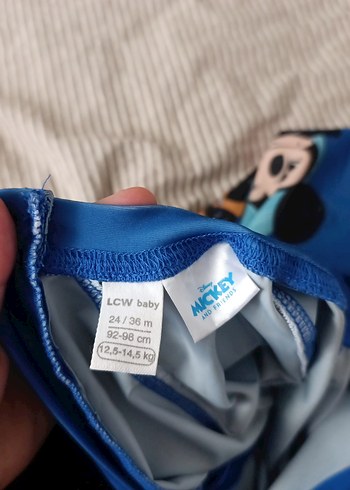 LCW baby
24 / 36 m
92-98 cm
12,5-14,5 kg
Disney
MICKEY
AND FRIENDS